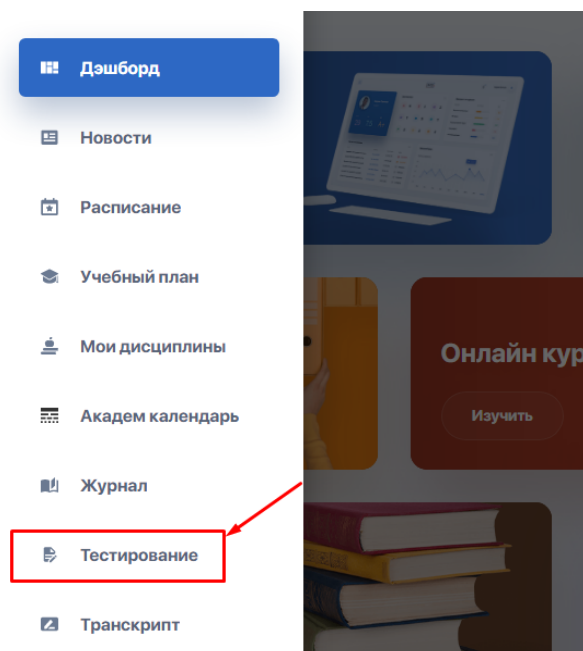 Дэшборд
Новости
Расписание
Учебный план
Мои дисциплины
Академ календарь
Журнал
Тестирование
Транскрипт
Онлайн кур
Изучить